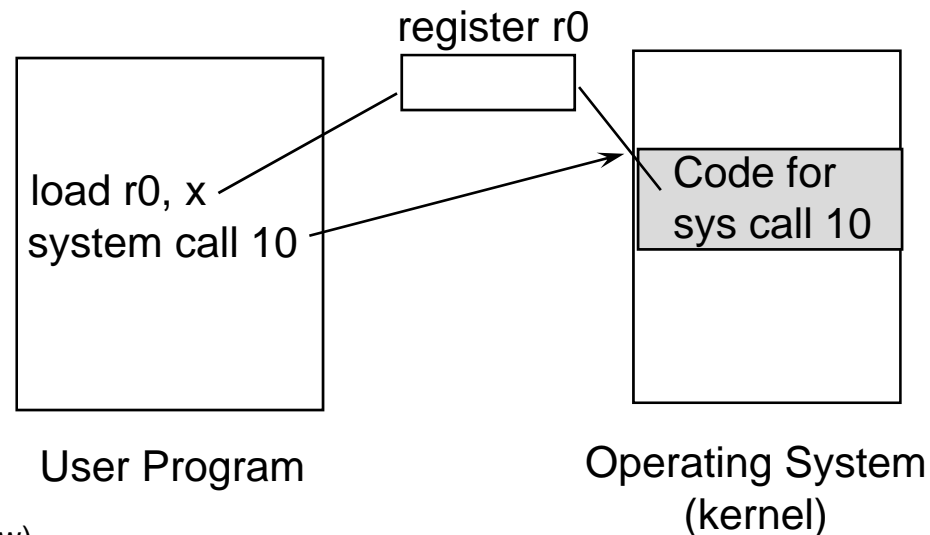 register r0
load r0, x
system call 10
Code for
sys call 10
User Program
Operating System
(kernel)